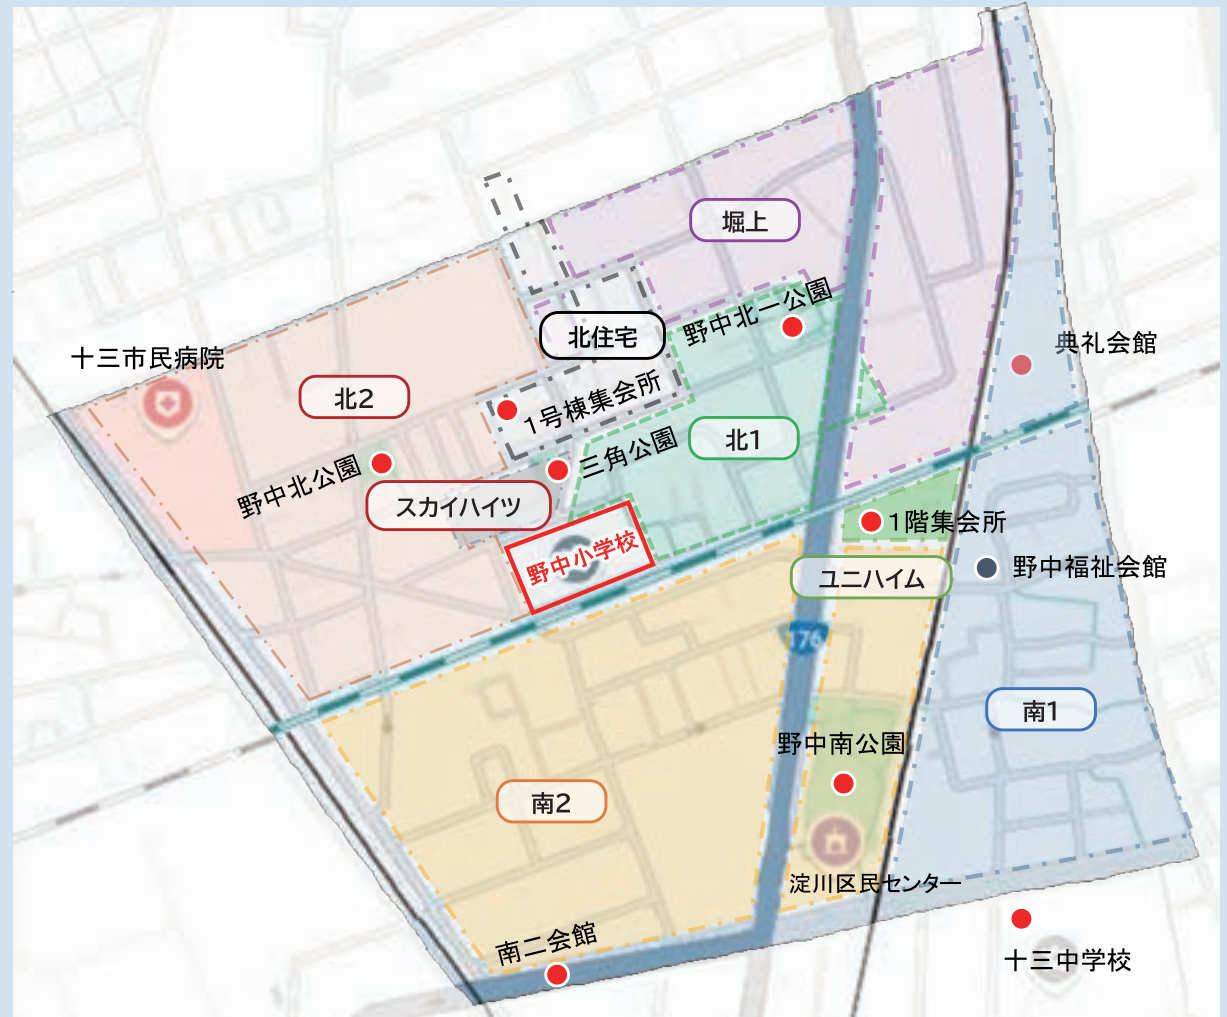 堀上
野中北一公園
北住宅
典礼会館
十三市民病院
北2
1号棟集会所
三角公園
北1
野中北公園
スカイハイツ
野中小学校
1階集会所
野中福祉会館
ユニハイム
176
南1
野中南公園
南2
淀川区民センター
南二会館
十三中学校